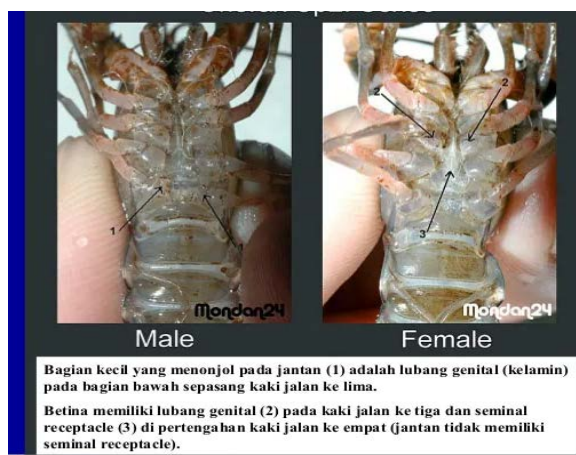 2
2
1
3
Mondan24
Mondan24
Male
Female
Bagian kecil yang menonjol pada jantan (1) adalah lubang genital (kelamin)
pada bagian bawah sepasang kaki jalan ke lima.
Betina memiliki lubang genital (2) pada kaki jalan ke tiga dan seminal
receptacle (3) di pertengahan kaki jalan ke empat (jantan tidak memiliki
seminal receptacle).